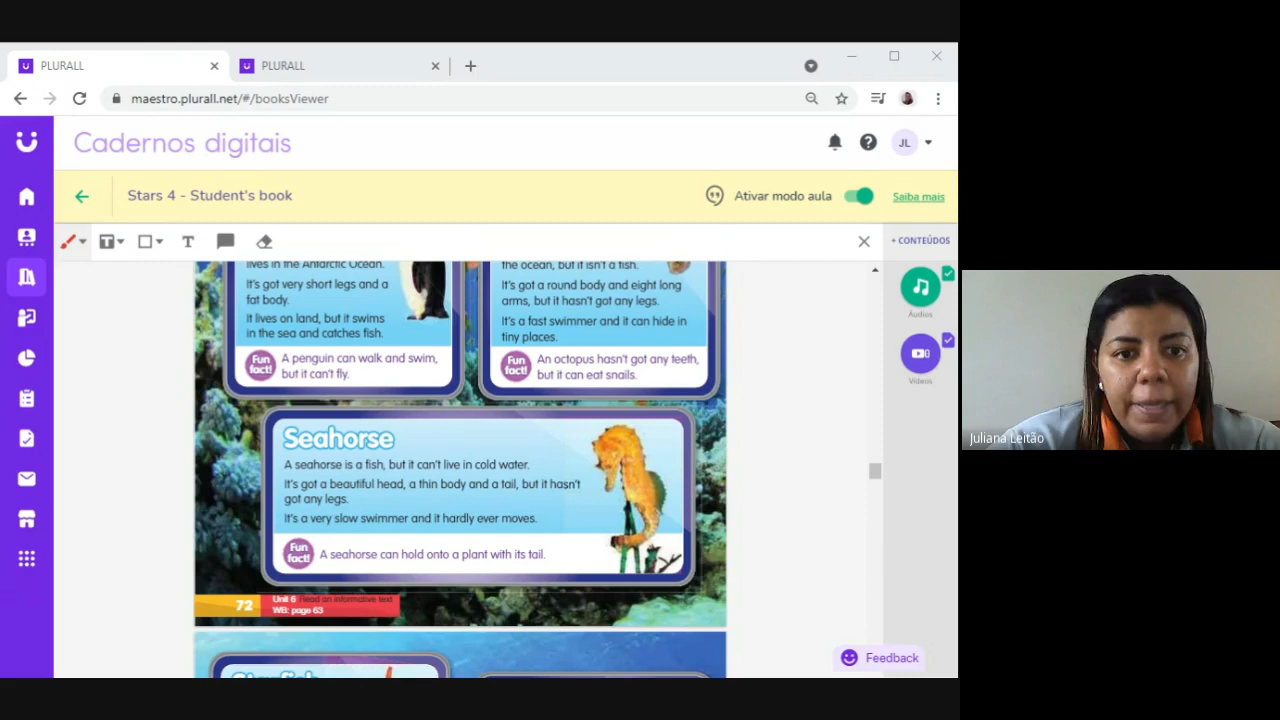 PLURALL
PLURALL
maestro.plurall.net/#/booksViewer
Cadernos digitais
JL
Stars 4 - Student's book
Ativar modo aula
Saiba mais
T
T
+ CONTEÚDOS
lives in the Antarctic Ocean.
It's got very short legs and a
fat body.
It lives on land, but it swims
in the sea and catches fish.
Fun
fact!
A penguin can walk and swim,
but it can't fly.
the ocean, but it isn't a fish.
It's got a round body and eight long
arms, but it hasn't got any legs.
It's a fast swimmer and it can hide in
tiny places.
Fun
fact!
An octopus hasn't got any teeth,
but it can eat snails.
Áudios
Vídeos
Seahorse
A seahorse is a fish, but it can't live in cold water.
It's got a beautiful head, a thin body and a tail, but it hasn't
got any legs.
It's a very slow swimmer and it hardly ever moves.
Fun
fact!
A seahorse can hold onto a plant with its tail.
72
Unit 6 Read an informative text
WB: page 63
Starfish
Feedback
Juliana Leitão